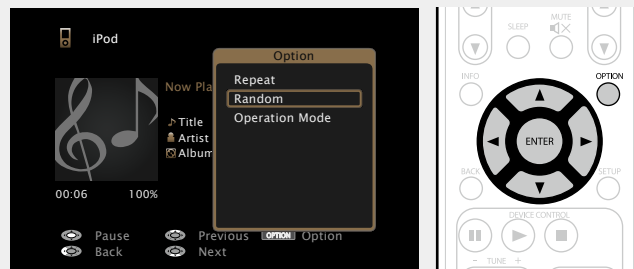 iPod
Option
Repeat
Random
Operation Mode
Now Pla
Title
Artist
Album
00:06 100%
Pause Previous OPTION Option
Back Next
SLEEP
MUTE
INFO
OPTION
ENTER
BACK
SETUP
DEVICE CONTROL
- TUNE +